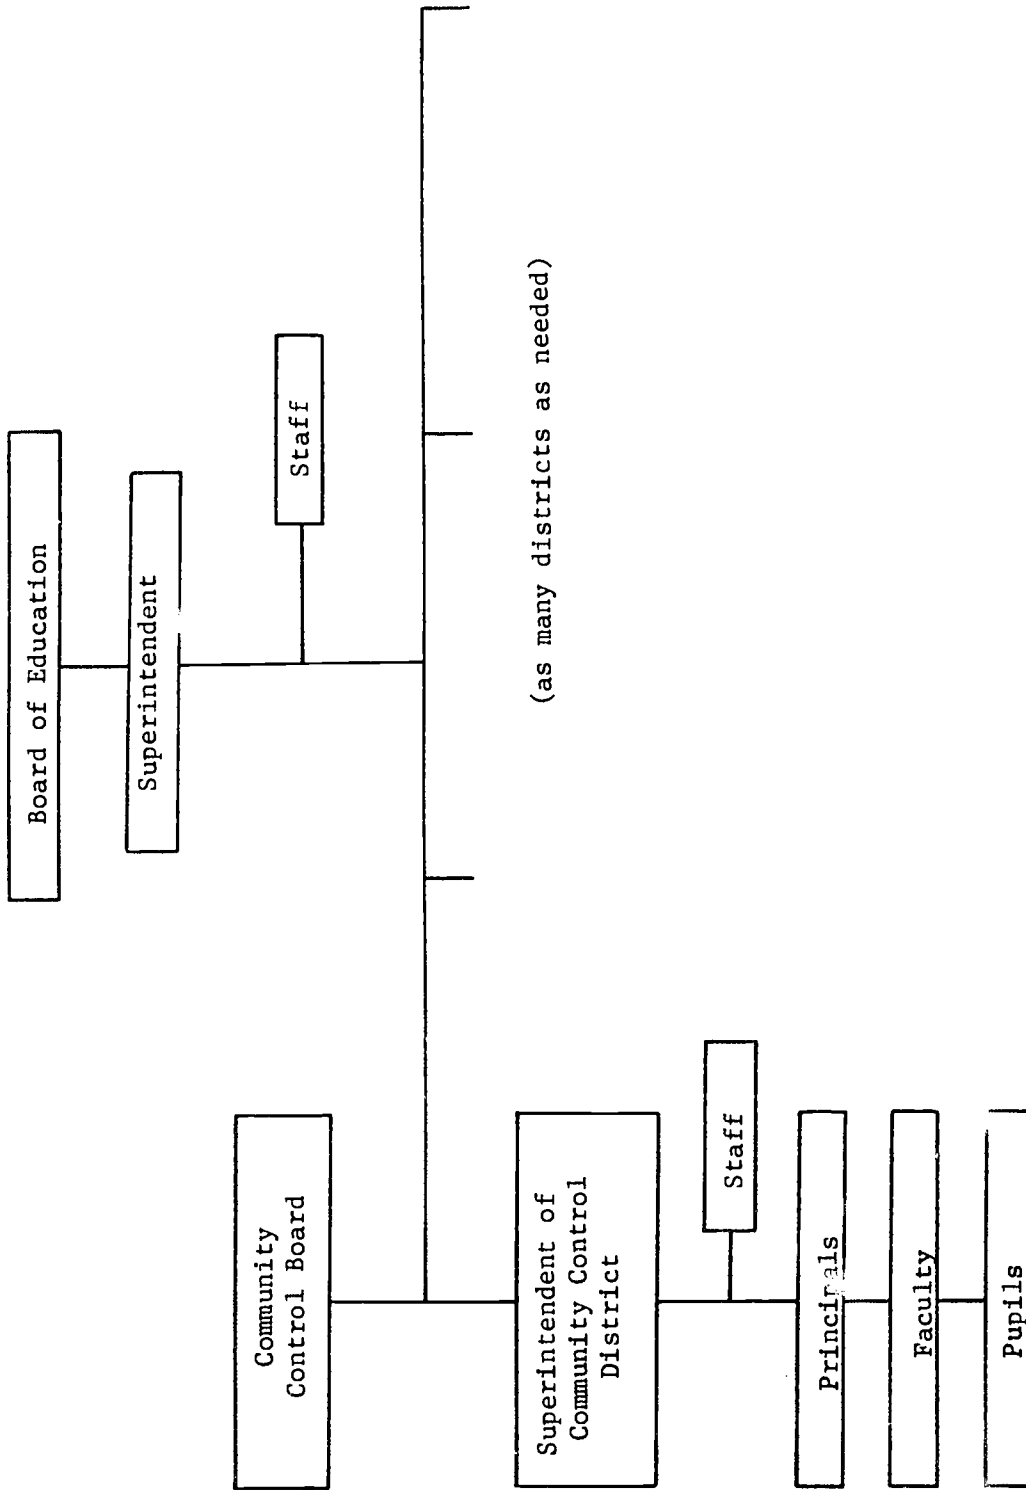 Board of Education
Superintendent
Staff
(as many districts as needed)
Community
Control Board
Superintendent of
Community Control
District
Staff
Principals
Faculty
Pupils